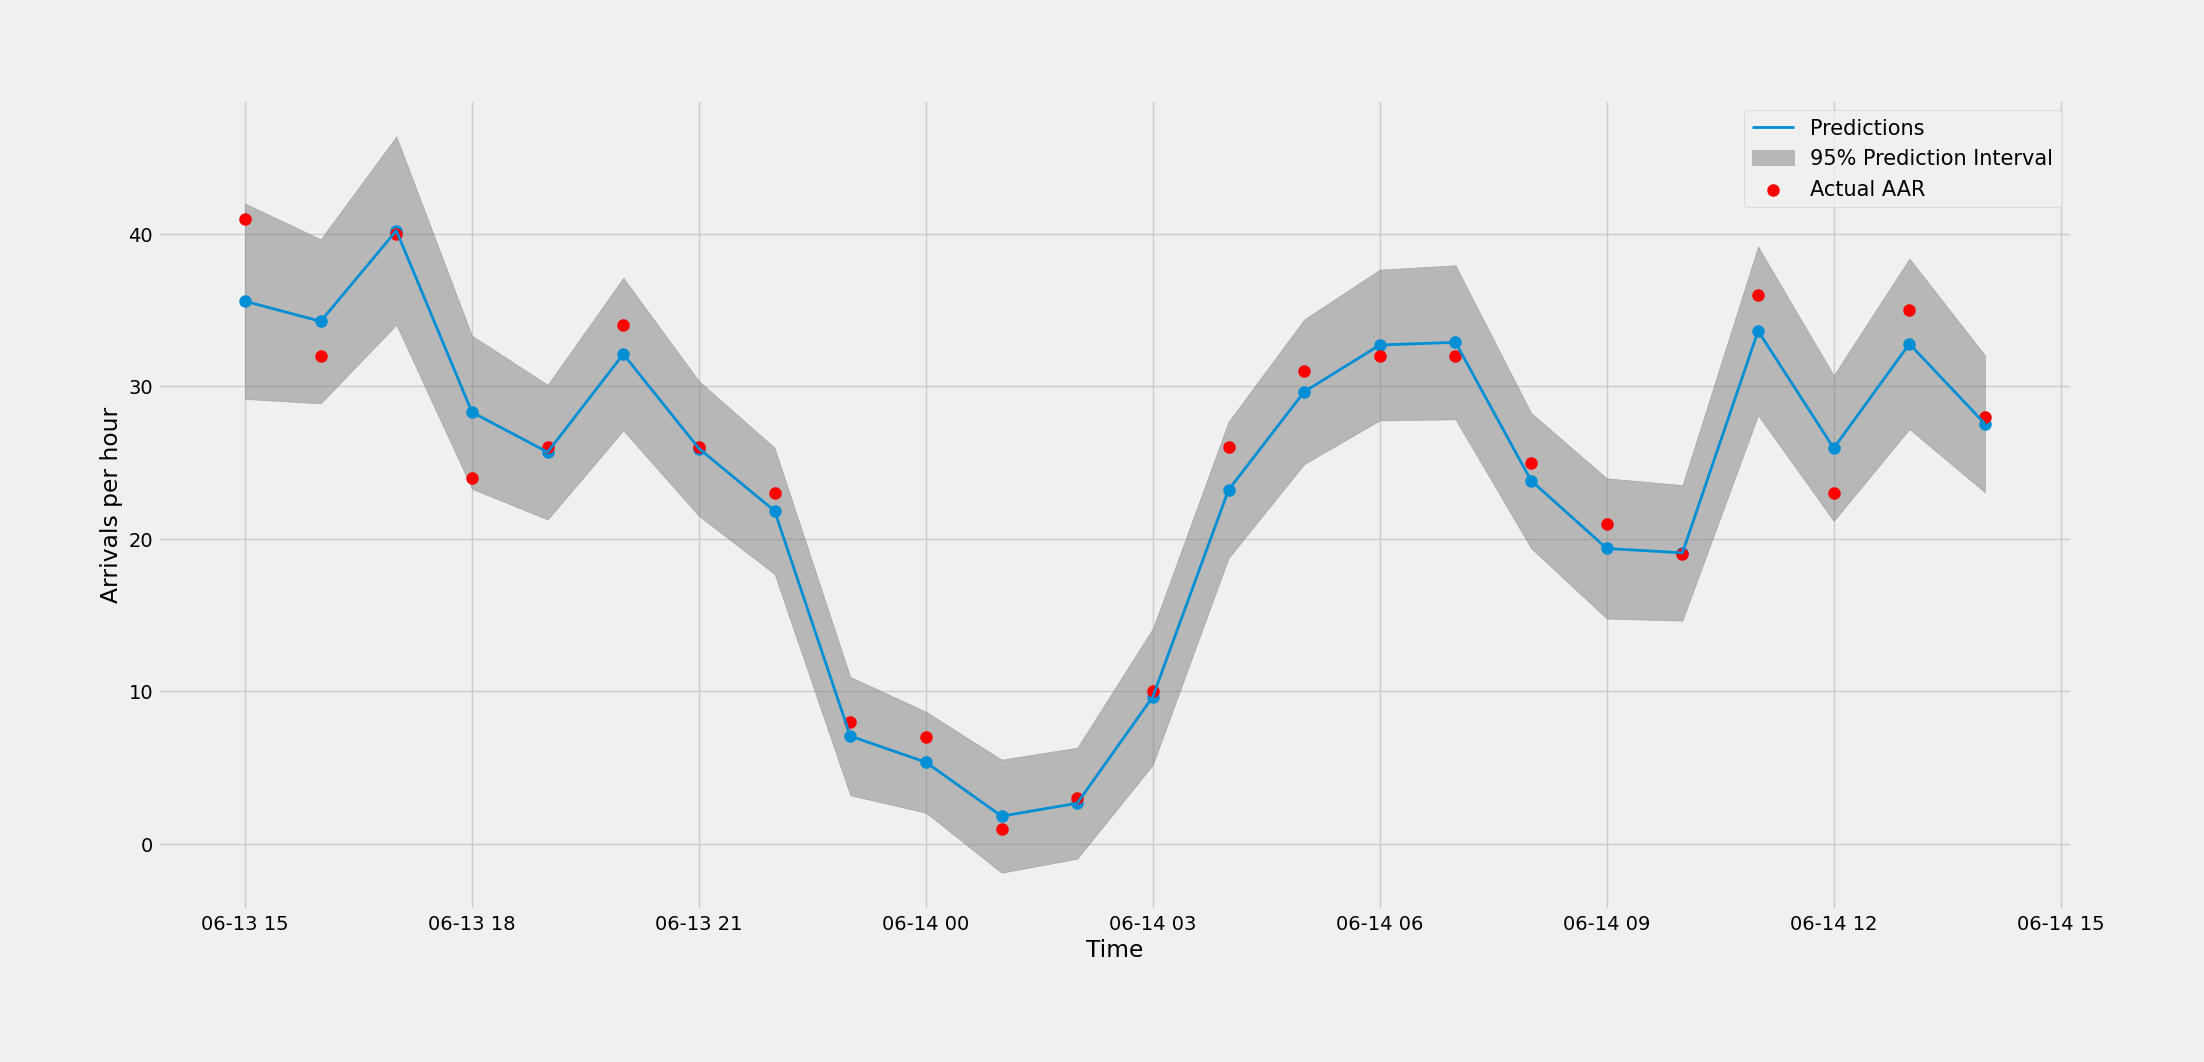 Predictions
95% Prediction Interval
Actual AAR
Arrivals per hour
40
30
20
10
0
06-13 15
06-13 18
06-13 21
06-14 00
06-14 03
06-14 06
06-14 09
06-14 12
06-14 15
Time